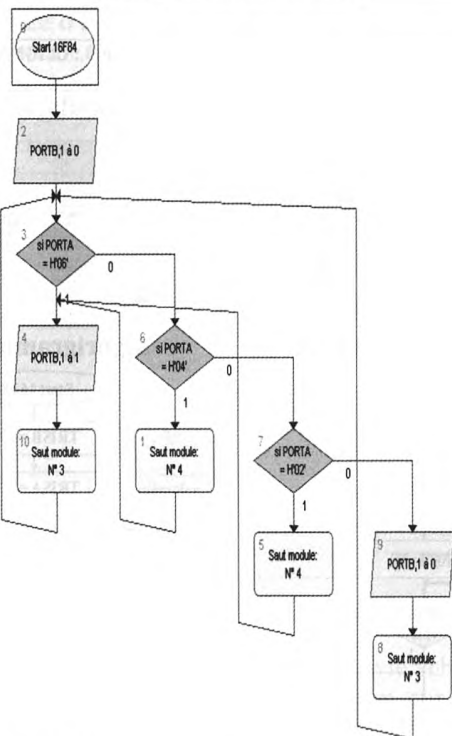 0
Start 16F84
2
PORTB,1 à 0
3
si PORTA
= H'06'
0
1
4
PORTB,1 à 1
6
si PORTA
= H'04'
0
1
10
Saut module:
N° 3
1
Saut module:
N° 4
7
si PORTA
= H'02'
0
1
5
Saut module:
N° 4
9
PORTB,1 à 0
8
Saut module:
N° 3